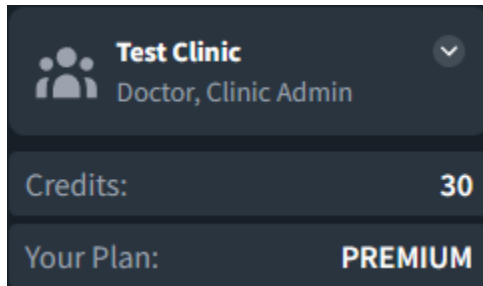 Test Clinic
Doctor, Clinic Admin
Credits: 30
Your Plan: PREMIUM